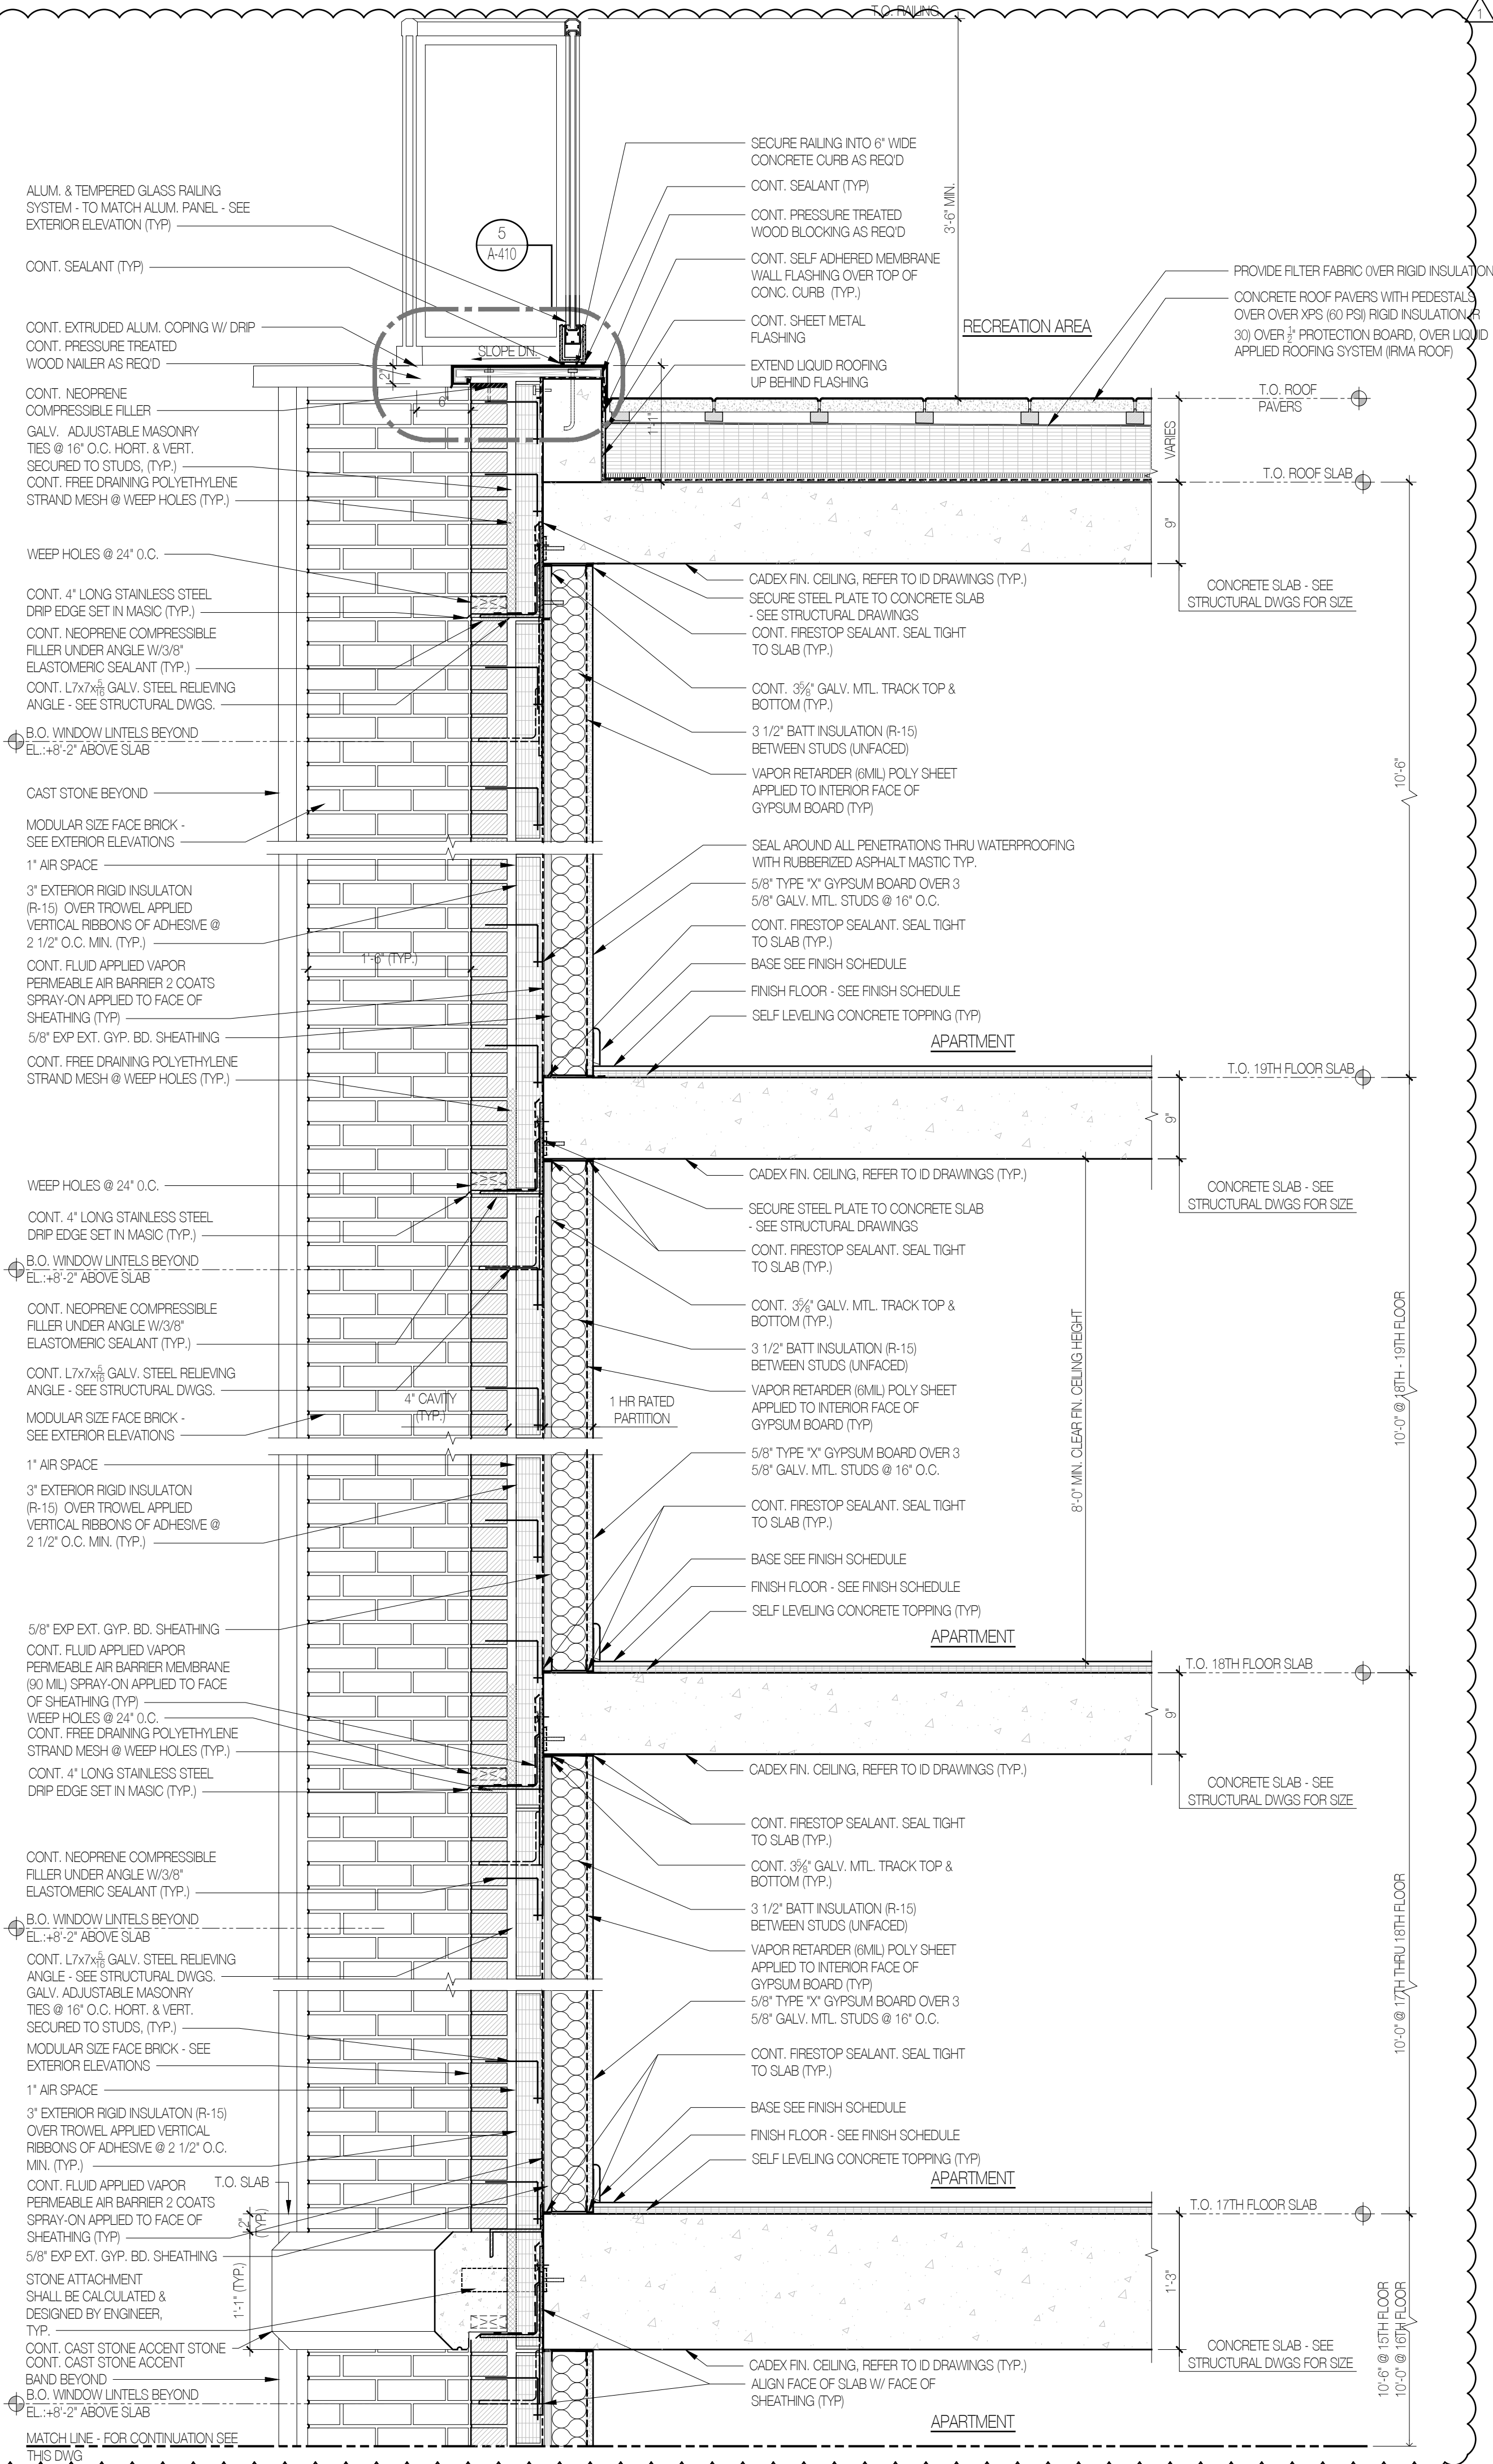 T.O. RAILING
1
SECURE RAILING INTO 6" WIDE
CONCRETE CURB AS REQ'D
CONT. SEALANT (TYP)
CONT. PRESSURE TREATED
WOOD BLOCKING AS REQ'D
CONT. SELF ADHERED MEMBRANE
WALL FLASHING OVER TOP OF
CONC. CURB (TYP.)
CONT. SHEET METAL
FLASHING
EXTEND LIQUID ROOFING
UP BEHIND FLASHING
3'-6" MIN.
RECREATION AREA
PROVIDE FILTER FABRIC OVER RIGID INSULATION
CONCRETE ROOF PAVERS WITH PEDESTALS
OVER OVER XPS (60 PSI) RIGID INSULATION R
30) OVER 1/2" PROTECTION BOARD, OVER LIQUID
APPLIED ROOFING SYSTEM (IRMA ROOF)
T.O. ROOF
PAVERS
VARIES
T.O. ROOF SLAB
9"
CONCRETE SLAB - SEE
STRUCTURAL DWGS FOR SIZE
10'-6"
ALUM. & TEMPERED GLASS RAILING
SYSTEM - TO MATCH ALUM. PANEL - SEE
EXTERIOR ELEVATION (TYP)
5
A-410
CONT. SEALANT (TYP)
CONT. EXTRUDED ALUM. COPING W/ DRIP
CONT. PRESSURE TREATED
WOOD NAILER AS REQ'D
SLOPE DN.
2"
6"
1'-1"
CONT. NEOPRENE
COMPRESSIBLE FILLER
GALV. ADJUSTABLE MASONRY
TIES @ 16" O.C. HORT. & VERT.
SECURED TO STUDS, (TYP.)
CONT. FREE DRAINING POLYETHYLENE
STRAND MESH @ WEEP HOLES (TYP.)
WEEP HOLES @ 24" O.C.
CONT. 4" LONG STAINLESS STEEL
DRIP EDGE SET IN MASIC (TYP.)
CONT. NEOPRENE COMPRESSIBLE
FILLER UNDER ANGLE W/3/8"
ELASTOMERIC SEALANT (TYP.)
CONT. L7x7x5/16 GALV. STEEL RELIEVING
ANGLE - SEE STRUCTURAL DWGS.
B.O. WINDOW LINTELS BEYOND
EL.:+8'-2" ABOVE SLAB
CAST STONE BEYOND
MODULAR SIZE FACE BRICK -
SEE EXTERIOR ELEVATIONS
1" AIR SPACE
3" EXTERIOR RIGID INSULATON
(R-15) OVER TROWEL APPLIED
VERTICAL RIBBONS OF ADHESIVE @
2 1/2" O.C. MIN. (TYP.)
1'-6" (TYP.)
CONT. FLUID APPLIED VAPOR
PERMEABLE AIR BARRIER 2 COATS
SPRAY-ON APPLIED TO FACE OF
SHEATHING (TYP)
5/8" EXP EXT. GYP. BD. SHEATHING
CONT. FREE DRAINING POLYETHYLENE
STRAND MESH @ WEEP HOLES (TYP.)
CADEX FIN. CEILING, REFER TO ID DRAWINGS (TYP.)
SECURE STEEL PLATE TO CONCRETE SLAB
- SEE STRUCTURAL DRAWINGS
CONT. FIRESTOP SEALANT. SEAL TIGHT
TO SLAB (TYP.)
CONT. 3⅝" GALV. MTL. TRACK TOP &
BOTTOM (TYP.)
3 1/2" BATT INSULATION (R-15)
BETWEEN STUDS (UNFACED)
VAPOR RETARDER (6MIL) POLY SHEET
APPLIED TO INTERIOR FACE OF
GYPSUM BOARD (TYP)
SEAL AROUND ALL PENETRATIONS THRU WATERPROOFING
WITH RUBBERIZED ASPHALT MASTIC TYP.
5/8" TYPE "X" GYPSUM BOARD OVER 3
5/8" GALV. MTL. STUDS @ 16" O.C.
CONT. FIRESTOP SEALANT. SEAL TIGHT
TO SLAB (TYP.)
BASE SEE FINISH SCHEDULE
FINISH FLOOR - SEE FINISH SCHEDULE
SELF LEVELING CONCRETE TOPPING (TYP)
APARTMENT
T.O. 19TH FLOOR SLAB
9"
CONCRETE SLAB - SEE
STRUCTURAL DWGS FOR SIZE
WEEP HOLES @ 24" O.C.
CONT. 4" LONG STAINLESS STEEL
DRIP EDGE SET IN MASIC (TYP.)
B.O. WINDOW LINTELS BEYOND
EL.:+8'-2" ABOVE SLAB
CONT. NEOPRENE COMPRESSIBLE
FILLER UNDER ANGLE W/3/8"
ELASTOMERIC SEALANT (TYP.)
CONT. L7x7x5/16 GALV. STEEL RELIEVING
ANGLE - SEE STRUCTURAL DWGS.
MODULAR SIZE FACE BRICK -
SEE EXTERIOR ELEVATIONS
4" CAVITY
(TYP.)
1 HR RATED
PARTITION
1" AIR SPACE
3" EXTERIOR RIGID INSULATON
(R-15) OVER TROWEL APPLIED
VERTICAL RIBBONS OF ADHESIVE @
2 1/2" O.C. MIN. (TYP.)
CADEX FIN. CEILING, REFER TO ID DRAWINGS (TYP.)
SECURE STEEL PLATE TO CONCRETE SLAB
- SEE STRUCTURAL DRAWINGS
CONT. FIRESTOP SEALANT. SEAL TIGHT
TO SLAB (TYP.)
CONT. 3⅝" GALV. MTL. TRACK TOP &
BOTTOM (TYP.)
3 1/2" BATT INSULATION (R-15)
BETWEEN STUDS (UNFACED)
VAPOR RETARDER (6MIL) POLY SHEET
APPLIED TO INTERIOR FACE OF
GYPSUM BOARD (TYP)
5/8" TYPE "X" GYPSUM BOARD OVER 3
5/8" GALV. MTL. STUDS @ 16" O.C.
CONT. FIRESTOP SEALANT. SEAL TIGHT
TO SLAB (TYP.)
BASE SEE FINISH SCHEDULE
FINISH FLOOR - SEE FINISH SCHEDULE
SELF LEVELING CONCRETE TOPPING (TYP)
APARTMENT
8'-0" MIN. CLEAR FIN. CEILING HEIGHT
10'-0" @ 18TH - 19TH FLOOR
T.O. 18TH FLOOR SLAB
9"
CONCRETE SLAB - SEE
STRUCTURAL DWGS FOR SIZE
5/8" EXP EXT. GYP. BD. SHEATHING
CONT. FLUID APPLIED VAPOR
PERMEABLE AIR BARRIER MEMBRANE
(90 MIL) SPRAY-ON APPLIED TO FACE
OF SHEATHING (TYP)
WEEP HOLES @ 24" O.C.
CONT. FREE DRAINING POLYETHYLENE
STRAND MESH @ WEEP HOLES (TYP.)
CONT. 4" LONG STAINLESS STEEL
DRIP EDGE SET IN MASIC (TYP.)
CONT. NEOPRENE COMPRESSIBLE
FILLER UNDER ANGLE W/3/8"
ELASTOMERIC SEALANT (TYP.)
B.O. WINDOW LINTELS BEYOND
EL.:+8'-2" ABOVE SLAB
CONT. L7x7x5/16 GALV. STEEL RELIEVING
ANGLE - SEE STRUCTURAL DWGS.
GALV. ADJUSTABLE MASONRY
TIES @ 16" O.C. HORT. & VERT.
SECURED TO STUDS, (TYP.)
MODULAR SIZE FACE BRICK - SEE
EXTERIOR ELEVATIONS
1" AIR SPACE
3" EXTERIOR RIGID INSULATON (R-15)
OVER TROWEL APPLIED VERTICAL
RIBBONS OF ADHESIVE @ 2 1/2" O.C.
MIN. (TYP.)
CONT. FLUID APPLIED VAPOR
PERMEABLE AIR BARRIER 2 COATS
SPRAY-ON APPLIED TO FACE OF
SHEATHING (TYP)
T.O. SLAB
2"
(TYP.)
1'-1" (TYP.)
5/8" EXP EXT. GYP. BD. SHEATHING
STONE ATTACHMENT
SHALL BE CALCULATED &
DESIGNED BY ENGINEER,
TYP.
CONT. CAST STONE ACCENT STONE
CONT. CAST STONE ACCENT
BAND BEYOND
B.O. WINDOW LINTELS BEYOND
EL.:+8'-2" ABOVE SLAB
MATCH LINE - FOR CONTINUATION SEE
THIS DWG
CADEX FIN. CEILING, REFER TO ID DRAWINGS (TYP.)
CONT. FIRESTOP SEALANT. SEAL TIGHT
TO SLAB (TYP.)
CONT. 3⅝" GALV. MTL. TRACK TOP &
BOTTOM (TYP.)
3 1/2" BATT INSULATION (R-15)
BETWEEN STUDS (UNFACED)
VAPOR RETARDER (6MIL) POLY SHEET
APPLIED TO INTERIOR FACE OF
GYPSUM BOARD (TYP)
5/8" TYPE "X" GYPSUM BOARD OVER 3
5/8" GALV. MTL. STUDS @ 16" O.C.
CONT. FIRESTOP SEALANT. SEAL TIGHT
TO SLAB (TYP.)
BASE SEE FINISH SCHEDULE
FINISH FLOOR - SEE FINISH SCHEDULE
SELF LEVELING CONCRETE TOPPING (TYP)
APARTMENT
10'-0" @ 17TH THRU 18TH FLOOR
T.O. 17TH FLOOR SLAB
1'-3"
CONCRETE SLAB - SEE
STRUCTURAL DWGS FOR SIZE
CADEX FIN. CEILING, REFER TO ID DRAWINGS (TYP.)
ALIGN FACE OF SLAB W/ FACE OF
SHEATHING (TYP)
APARTMENT
10'-6" @ 15TH FLOOR
10'-0" @ 16TH FLOOR